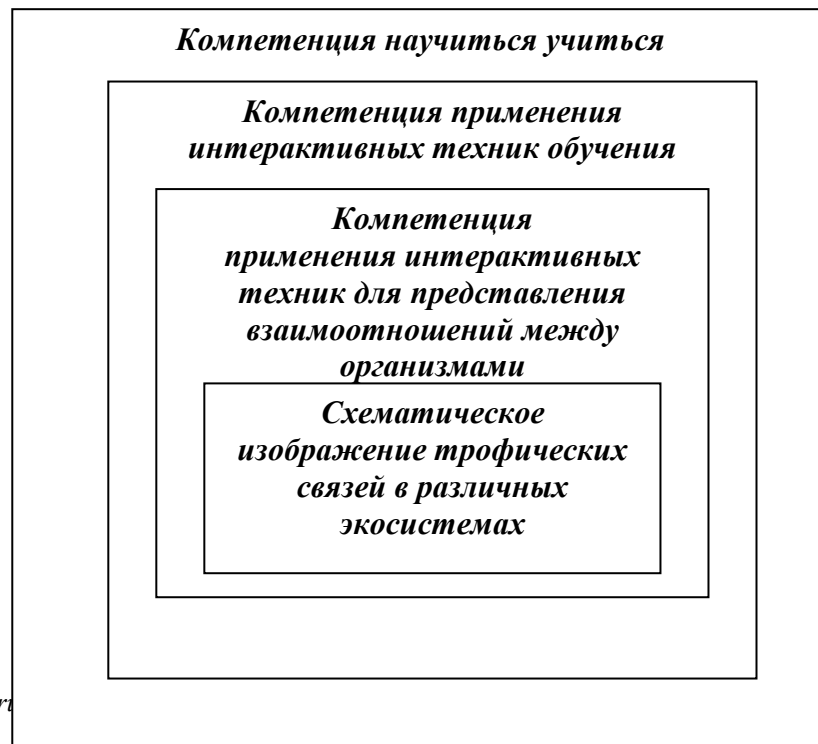 Компетенция научиться учиться
Компетенция применения
интерактивных техник обучения
Компетенция
применения интерактивных
техник для представления
взаимоотношений между
организмами
Схематическое
изображение трофических
связей в различных
экосистемах